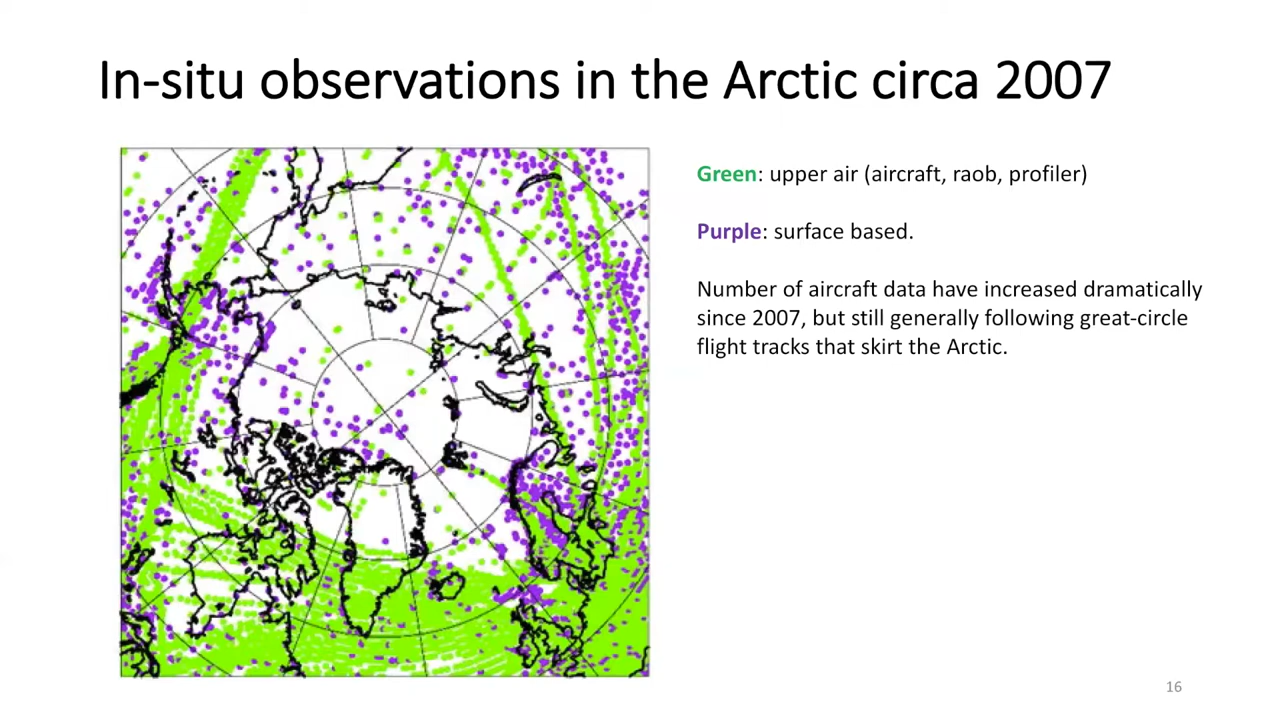 In-situ observations in the Arctic circa 2007
Green: upper air (aircraft, raob, profiler)
Purple: surface based.
Number of aircraft data have increased dramatically
since 2007, but still generally following great-circle
flight tracks that skirt the Arctic.
16